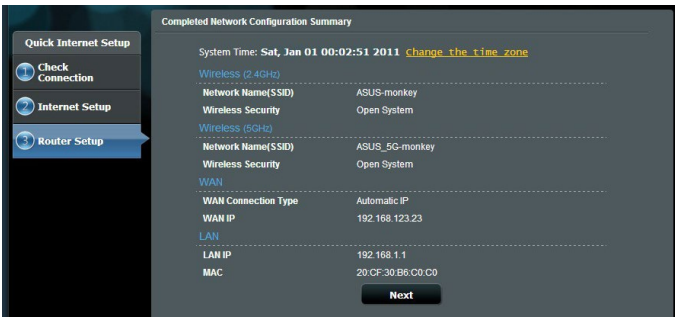 Completed Network Configuration Summary
Quick Internet Setup
1 Check Connection
2 Internet Setup
3 Router Setup
System Time: Sat, Jan 01 00:02:51 2011 Change the time zone
Wireless (2.4GHz)
Network Name(SSID) ASUS-monkey
Wireless Security Open System
Wireless (5GHz)
Network Name(SSID) ASUS_5G-monkey
Wireless Security Open System
WAN
WAN Connection Type Automatic IP
WAN IP 192.168.123.23
LAN
LAN IP 192.168.1.1
MAC 20:CF:30:B6:C0:C0
Next